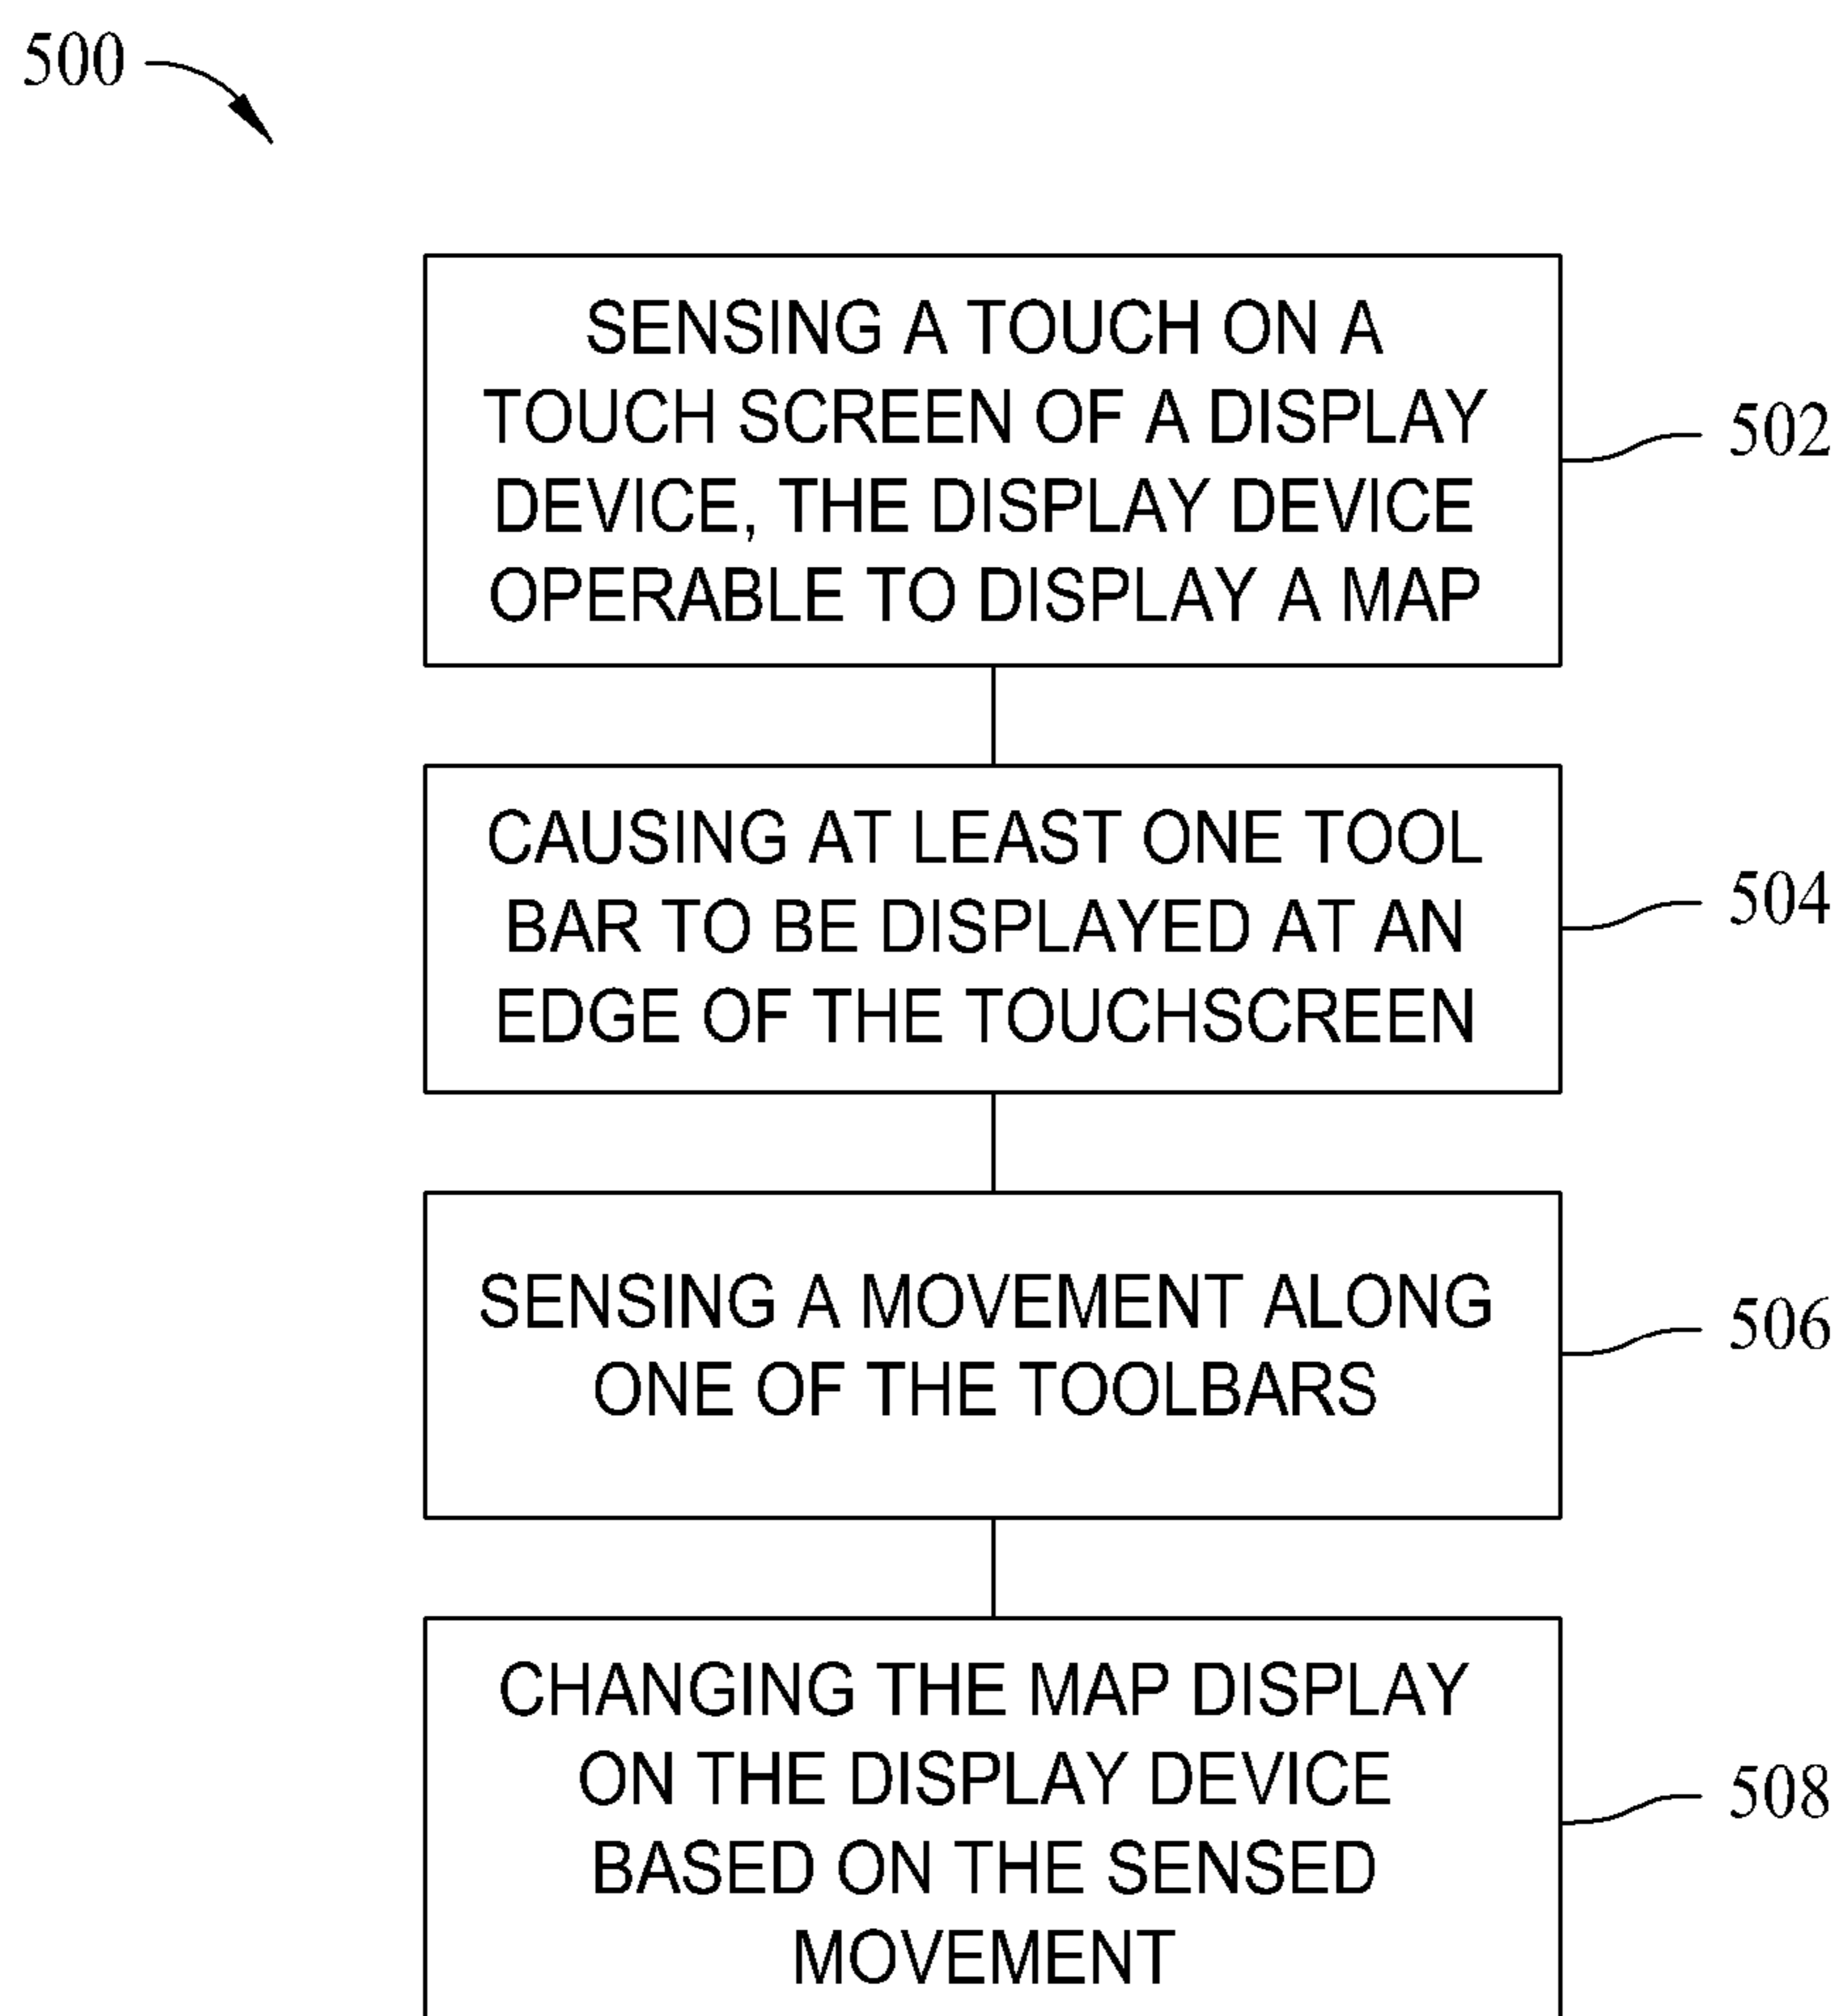 500
SENSING A TOUCH ON A
TOUCH SCREEN OF A DISPLAY
DEVICE, THE DISPLAY DEVICE
OPERABLE TO DISPLAY A MAP
502
CAUSING AT LEAST ONE TOOL
BAR TO BE DISPLAYED AT AN
EDGE OF THE TOUCHSCREEN
504
SENSING A MOVEMENT ALONG
ONE OF THE TOOLBARS
506
CHANGING THE MAP DISPLAY
ON THE DISPLAY DEVICE
BASED ON THE SENSED
MOVEMENT
508